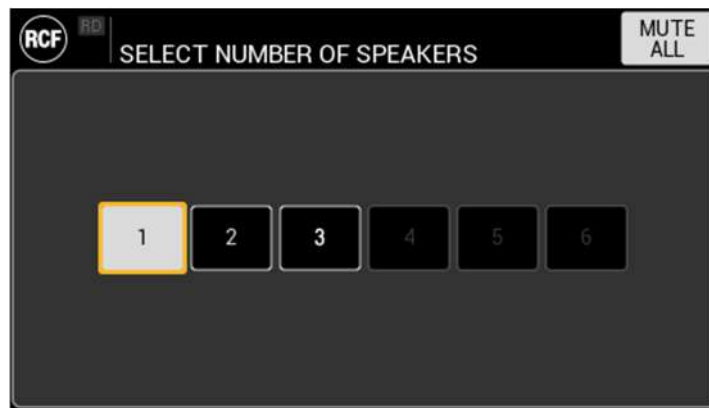 RCF
RD
SELECT NUMBER OF SPEAKERS
MUTE
ALL
1 2 3 4 5 6